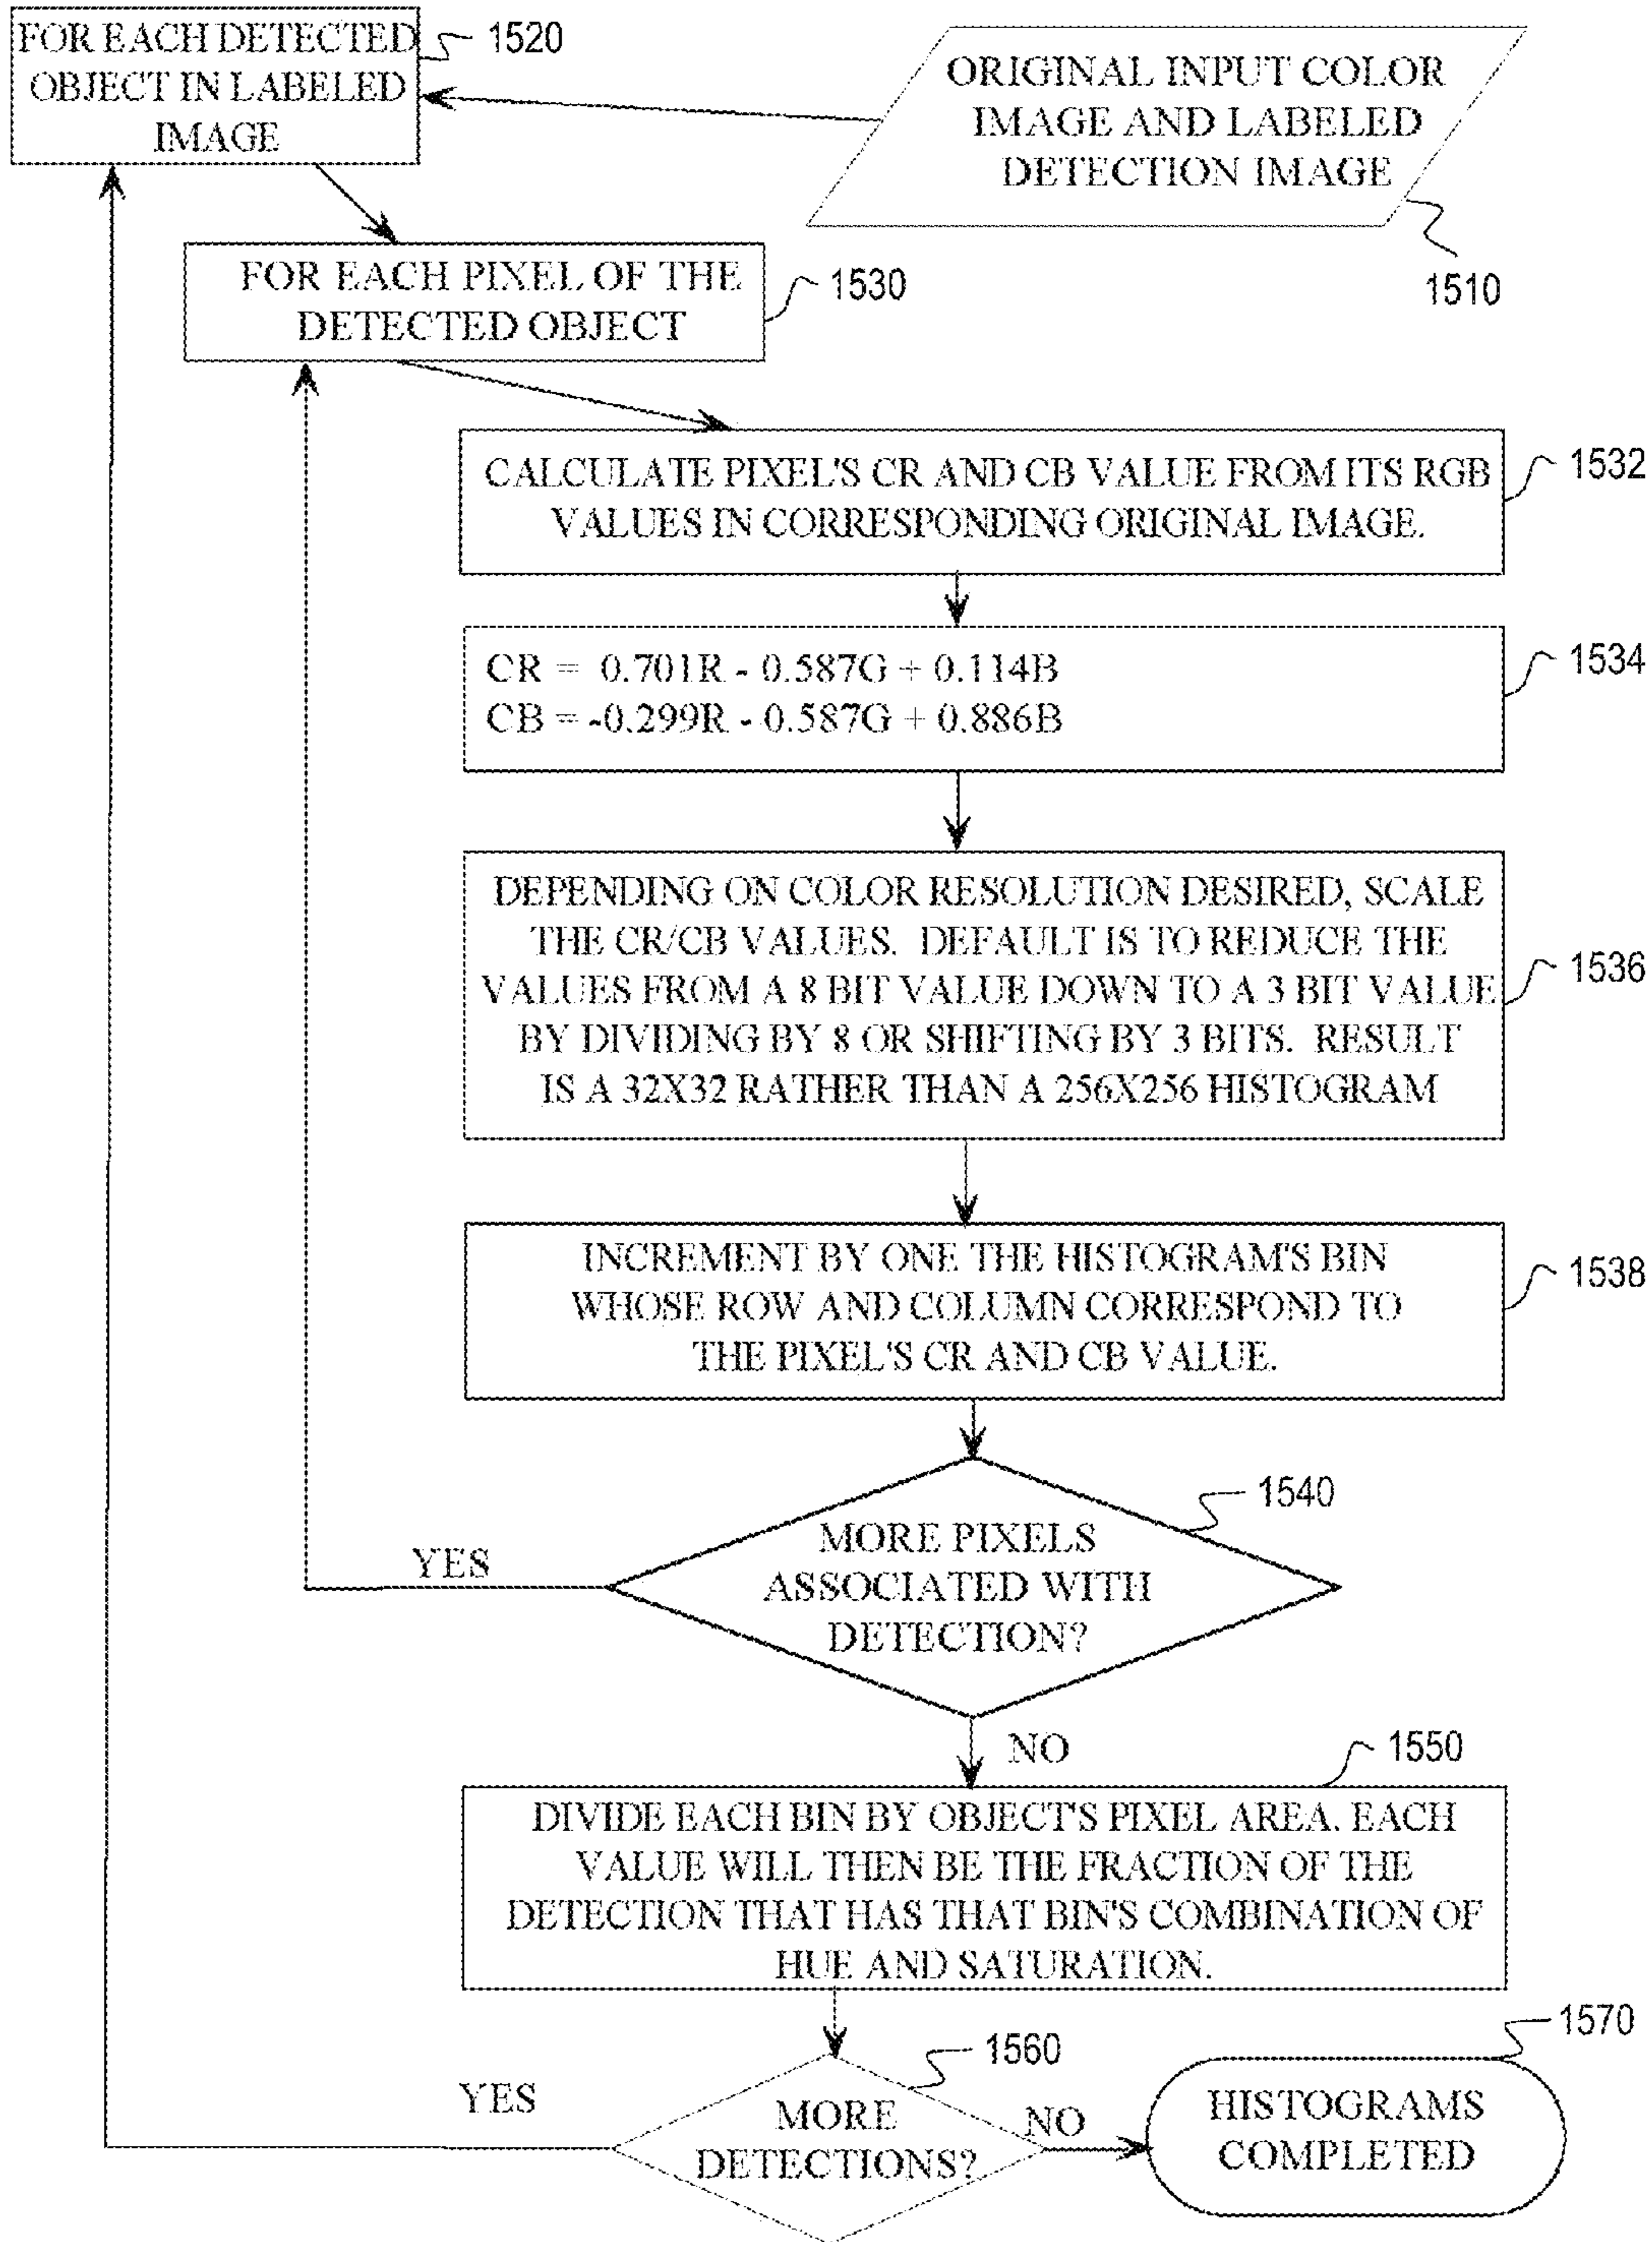 FOR EACH DETECTED
OBJECT IN LABELED
IMAGE
1520
ORIGINAL INPUT COLOR
IMAGE AND LABELED
DETECTION IMAGE
1510
FOR EACH PIXEL OF THE
DETECTED OBJECT
1530
CALCULATE PIXEL'S CR AND CB VALUE FROM ITS RGB
VALUES IN CORRESPONDING ORIGINAL IMAGE.
1532
CR = 0.701R - 0.587G + 0.114B
CB = -0.299R - 0.587G + 0.886B
1534
DEPENDING ON COLOR RESOLUTION DESIRED, SCALE
THE CR/CB VALUES. DEFAULT IS TO REDUCE THE
VALUES FROM A 8 BIT VALUE DOWN TO A 3 BIT VALUE
BY DIVIDING BY 8 OR SHIFTING BY 3 BITS. RESULT
IS A 32X32 RATHER THAN A 256X256 HISTOGRAM
1536
INCREMENT BY ONE THE HISTOGRAM'S BIN
WHOSE ROW AND COLUMN CORRESPOND TO
THE PIXEL'S CR AND CB VALUE.
1538
1540
MORE PIXELS
ASSOCIATED WITH
DETECTION?
YES
NO
1550
DIVIDE EACH BIN BY OBJECT'S PIXEL AREA. EACH
VALUE WILL THEN BE THE FRACTION OF THE
DETECTION THAT HAS THAT BIN'S COMBINATION OF
HUE AND SATURATION.
1560
MORE
DETECTIONS?
YES
NO
1570
HISTOGRAMS
COMPLETED